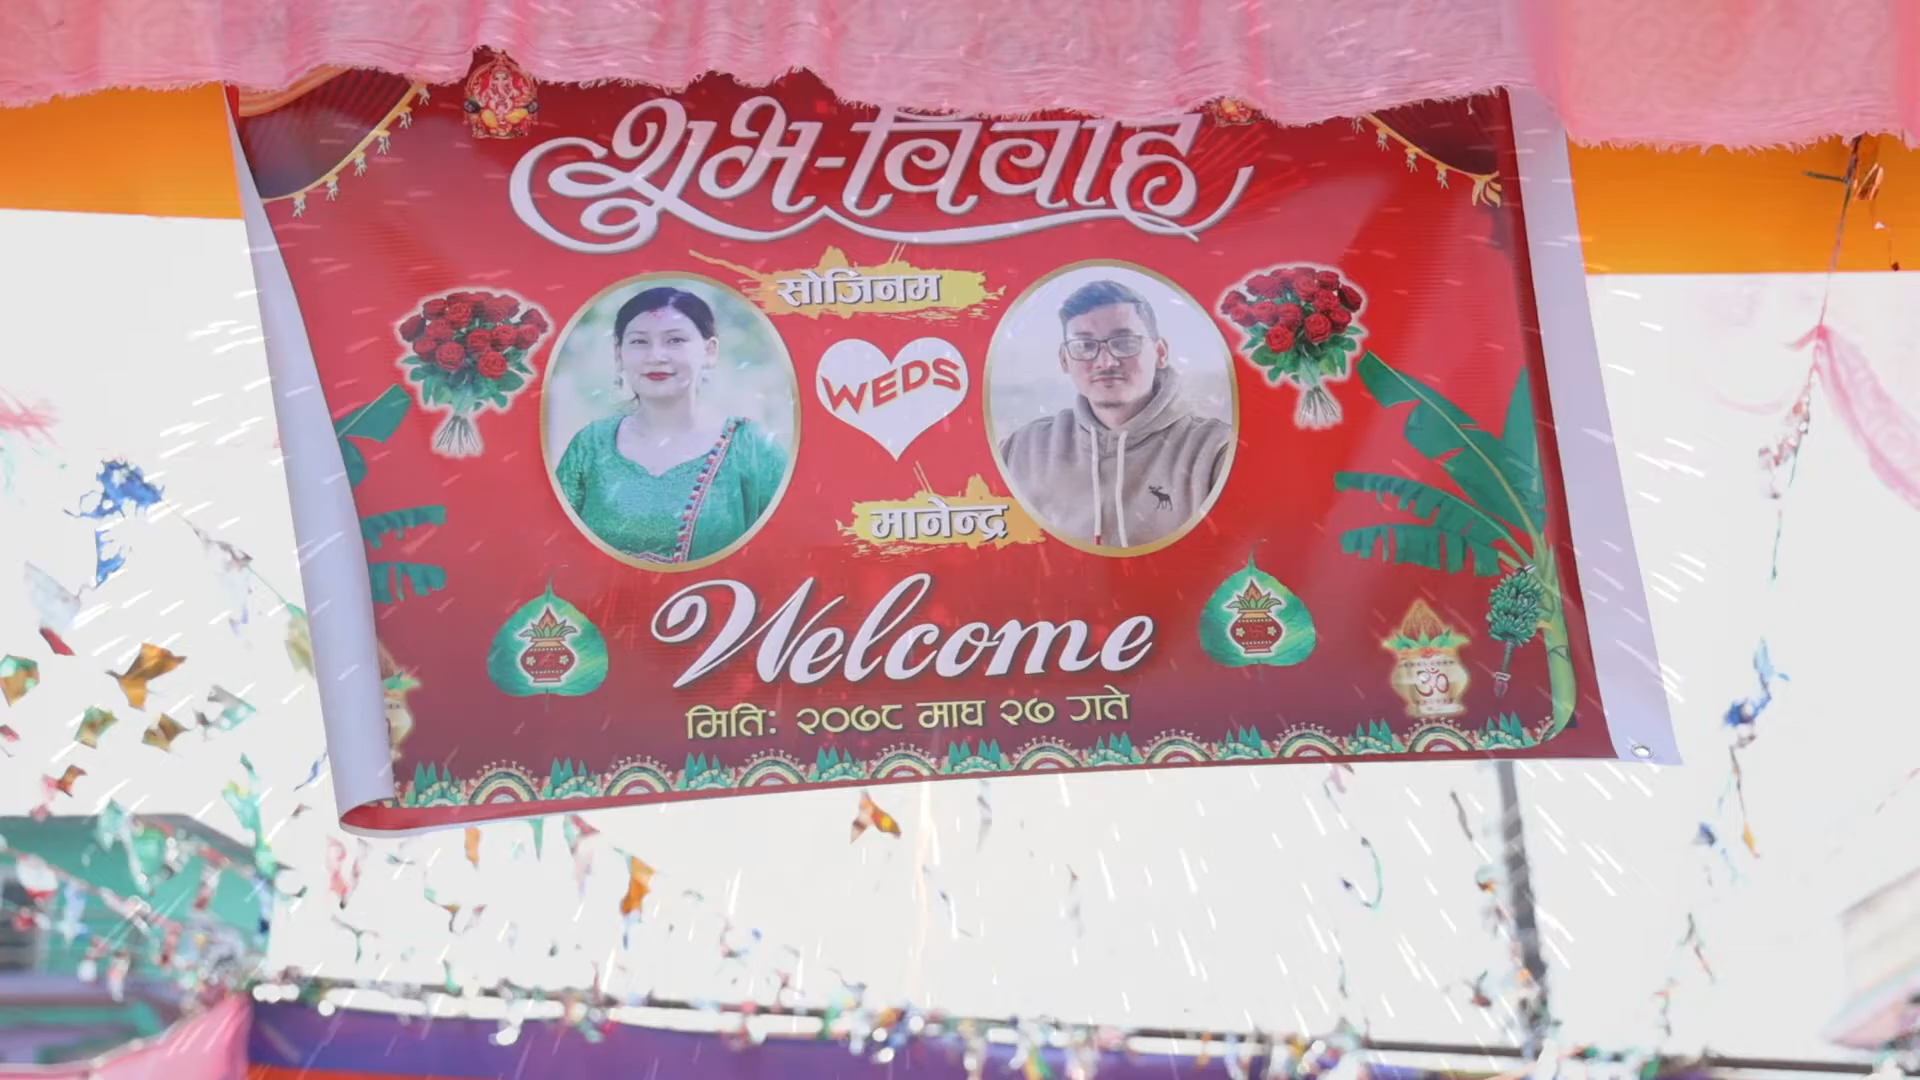 शुभ-विवाह
सोजिनम
WEDS
मानेन्द्र
Welcome
मिति: २०७८ माघ २७ गते
ॐ